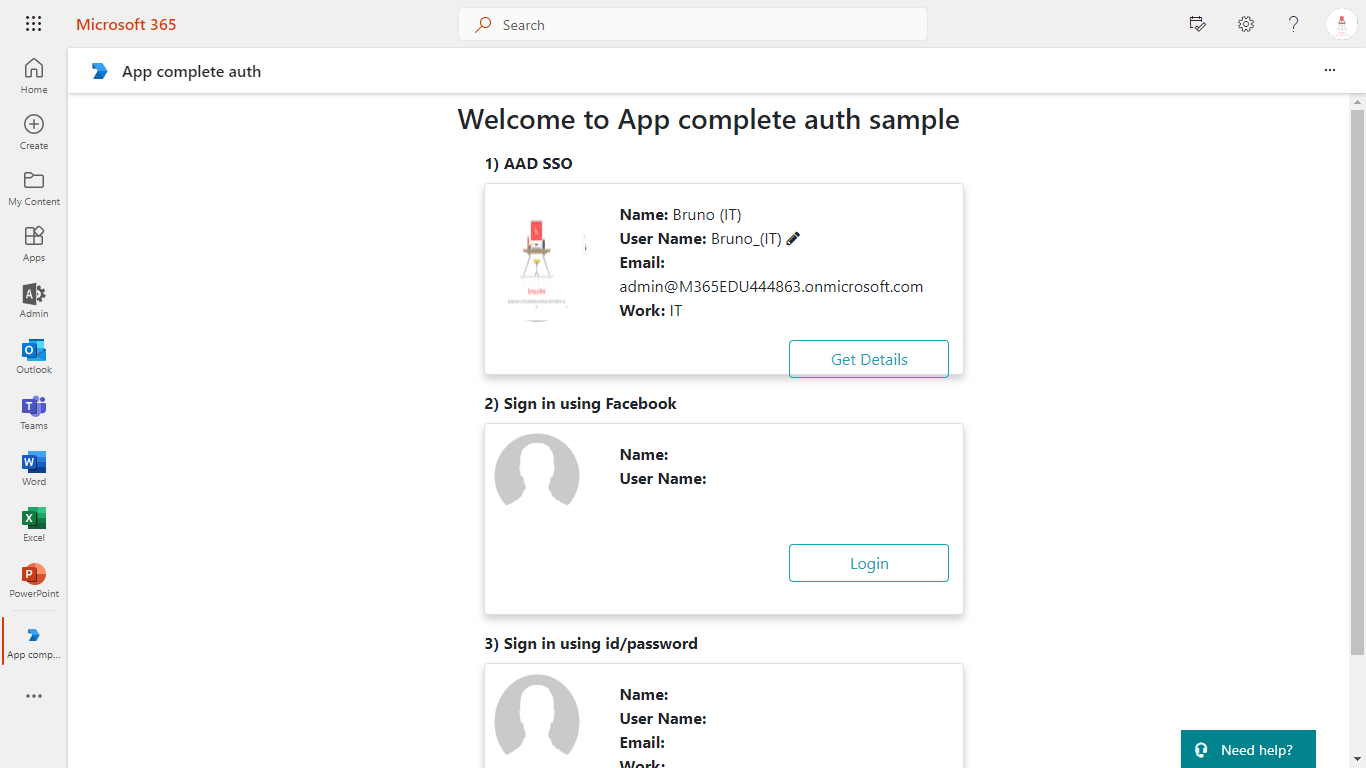 Microsoft 365
Search
Home
Create
My Content
Apps
Admin
Outlook
Teams
Word
Excel
PowerPoint
App comp...
App complete auth
Welcome to App complete auth sample
1) AAD SSO
Name: Bruno (IT)
User Name: Bruno_(IT)
Email:
admin@M365EDU444863.onmicrosoft.com
Work: IT
Get Details
2) Sign in using Facebook
Name:
User Name:
Login
3) Sign in using id/password
Name:
User Name:
Email:
Work:
Need help?